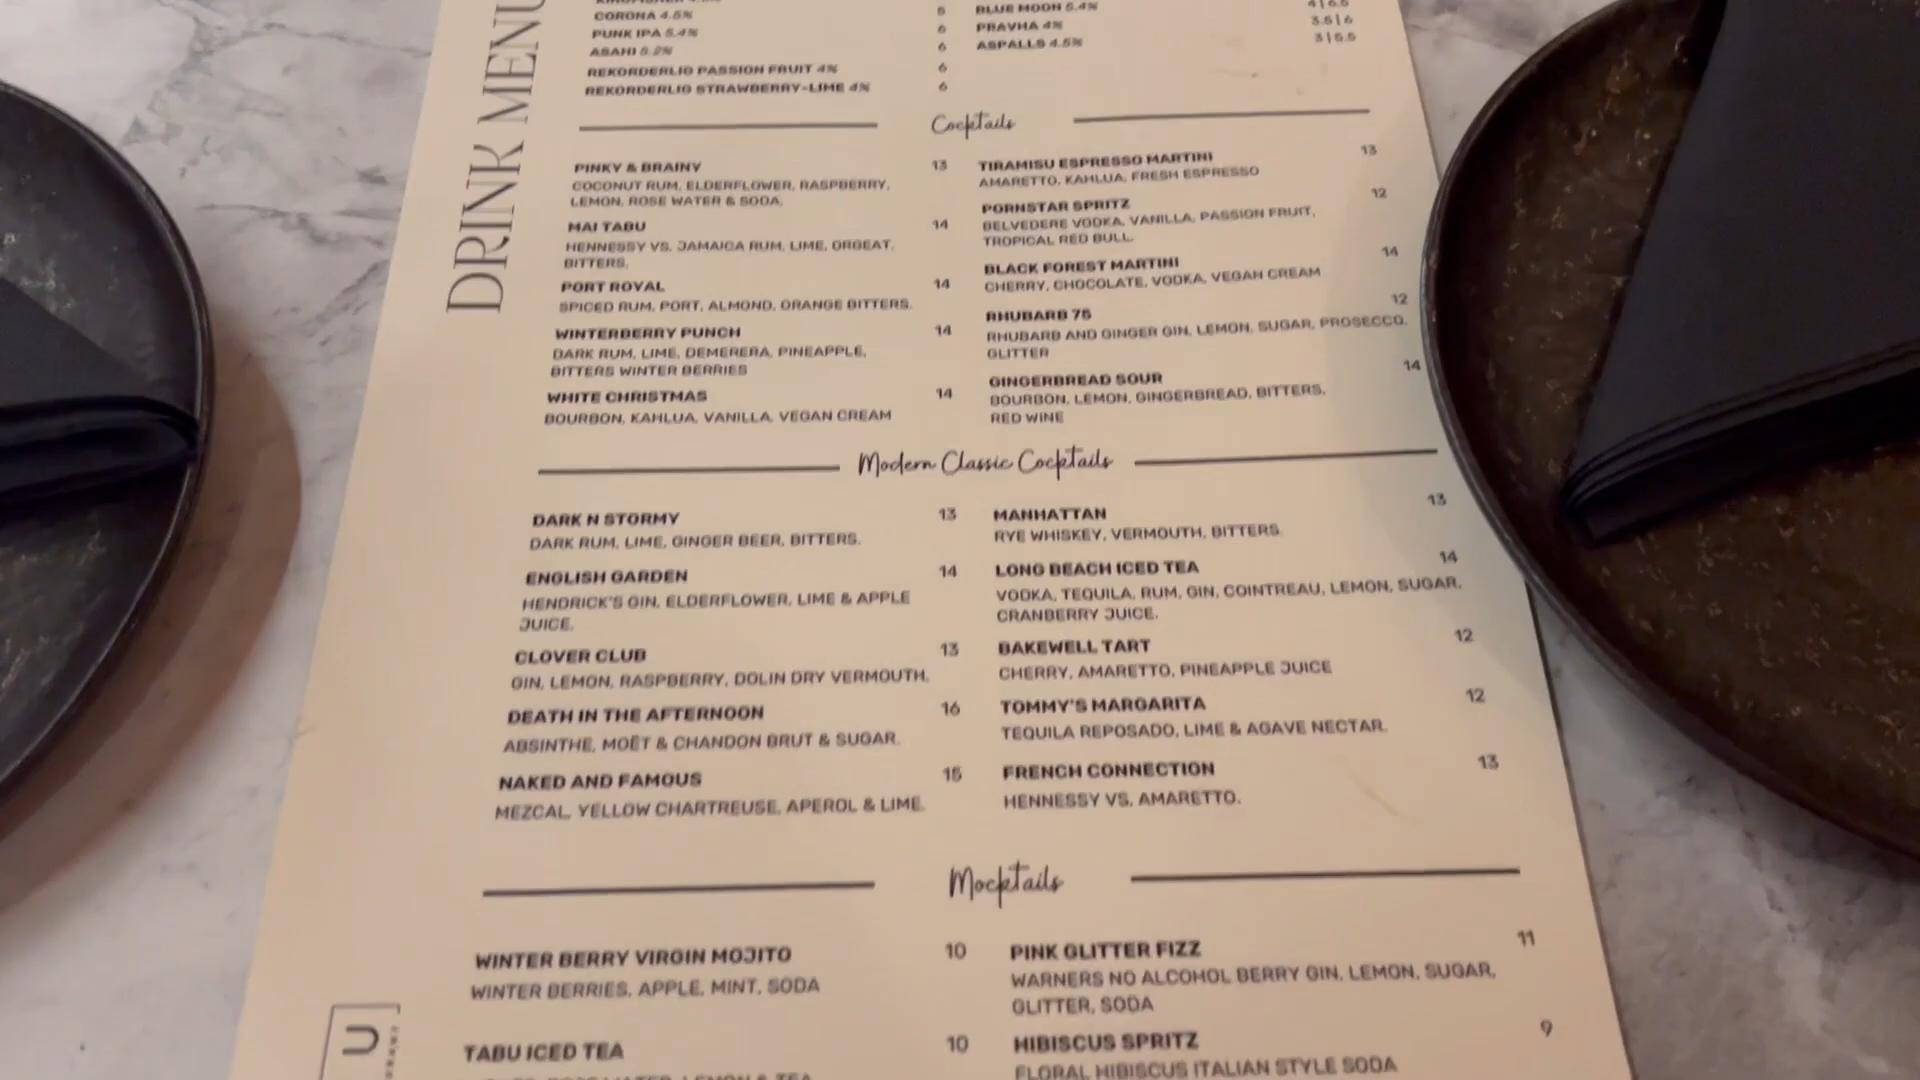 DRINK MENU
CORONA 4.5% 5
PUNK IPA 5.4% 6
ASAHI 5.2% 6
REKORDERLIG PASSION FRUIT 4% 6
REKORDERLIG STRAWBERRY-LIME 4% 6
BLUE MOON 5.4% 4|6.5
PRAVHA 4% 3.5|6
ASPALLS 4.5% 3|5.5
Cocktails
PINKY & BRAINY 13
COCONUT RUM, ELDERFLOWER, RASPBERRY,
LEMON, ROSE WATER & SODA.
MAI TABU 14
HENNESSY VS. JAMAICA RUM, LIME, ORGEAT,
BITTERS.
PORT ROYAL 14
SPICED RUM, PORT, ALMOND, ORANGE BITTERS.
WINTERBERRY PUNCH 14
DARK RUM, LIME, DEMERERA, PINEAPPLE,
BITTERS WINTER BERRIES
WHITE CHRISTMAS 14
BOURBON, KAHLUA, VANILLA, VEGAN CREAM
TIRAMISU ESPRESSO MARTINI 13
AMARETTO, KAHLUA, FRESH ESPRESSO
PORNSTAR SPRITZ 12
BELVEDERE VODKA, VANILLA, PASSION FRUIT,
TROPICAL RED BULL.
BLACK FOREST MARTINI 14
CHERRY, CHOCOLATE, VODKA, VEGAN CREAM
RHUBARB 75 12
RHUBARB AND GINGER GIN, LEMON, SUGAR, PROSECCO,
GLITTER
GINGERBREAD SOUR 14
BOURBON, LEMON, GINGERBREAD, BITTERS,
RED WINE
Modern Classic Cocktails
DARK N STORMY 13
DARK RUM, LIME, GINGER BEER, BITTERS.
ENGLISH GARDEN 14
HENDRICK'S GIN, ELDERFLOWER, LIME & APPLE
JUICE.
CLOVER CLUB 13
GIN, LEMON, RASPBERRY, DOLIN DRY VERMOUTH.
DEATH IN THE AFTERNOON 16
ABSINTHE, MOËT & CHANDON BRUT & SUGAR.
NAKED AND FAMOUS 15
MEZCAL, YELLOW CHARTREUSE, APEROL & LIME.
MANHATTAN 13
RYE WHISKEY, VERMOUTH, BITTERS.
LONG BEACH ICED TEA 14
VODKA, TEQUILA, RUM, GIN, COINTREAU, LEMON, SUGAR,
CRANBERRY JUICE.
BAKEWELL TART 12
CHERRY, AMARETTO, PINEAPPLE JUICE
TOMMY'S MARGARITA 12
TEQUILA REPOSADO, LIME & AGAVE NECTAR.
FRENCH CONNECTION 13
HENNESSY VS, AMARETTO.
Mocktails
WINTER BERRY VIRGIN MOJITO 10
WINTER BERRIES, APPLE, MINT, SODA
TABU ICED TEA 10
PINK GLITTER FIZZ 11
WARNERS NO ALCOHOL BERRY GIN, LEMON, SUGAR,
GLITTER, SODA
HIBISCUS SPRITZ 9
FLORAL HIBISCUS ITALIAN STYLE SODA
U